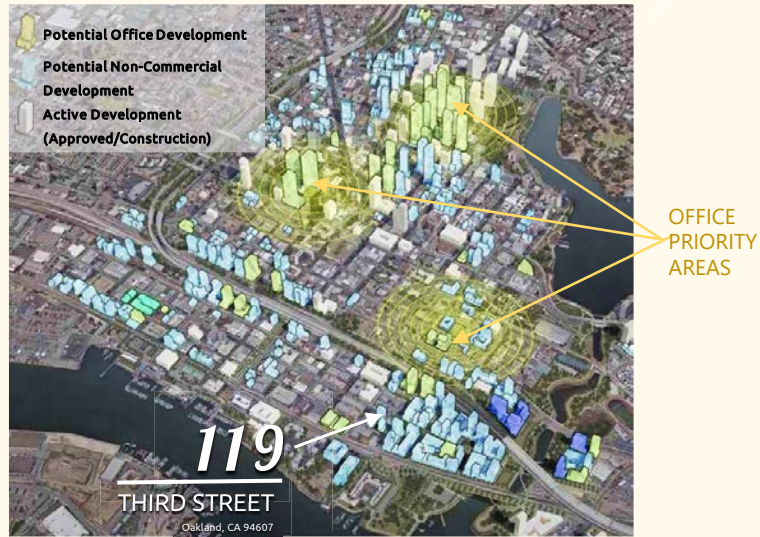 Potential Office Development
Potential Non-Commercial
Development
Active Development
(Approved/Construction)
OFFICE
PRIORITY
AREAS
119
THIRD STREET
Oakland, CA 94607